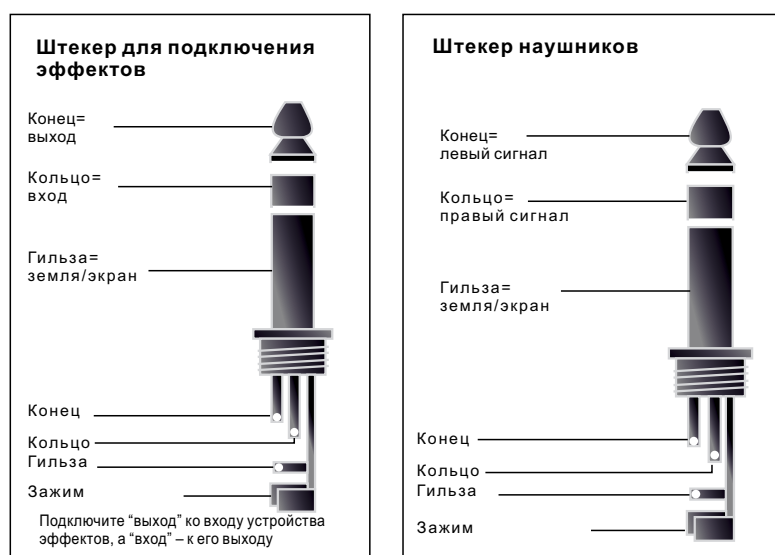 Штекер для подключения
эффектов
Конец=
выход
Кольцо=
вход
Гильза=
земля/экран
Конец
Кольцо
Гильза
Зажим
Подключите “выход” ко входу устройства
эффектов, а “вход” – к его выходу
Штекер наушников
Конец=
левый сигнал
Кольцо=
правый сигнал
Гильза=
земля/экран
Конец
Кольцо
Гильза
Зажим